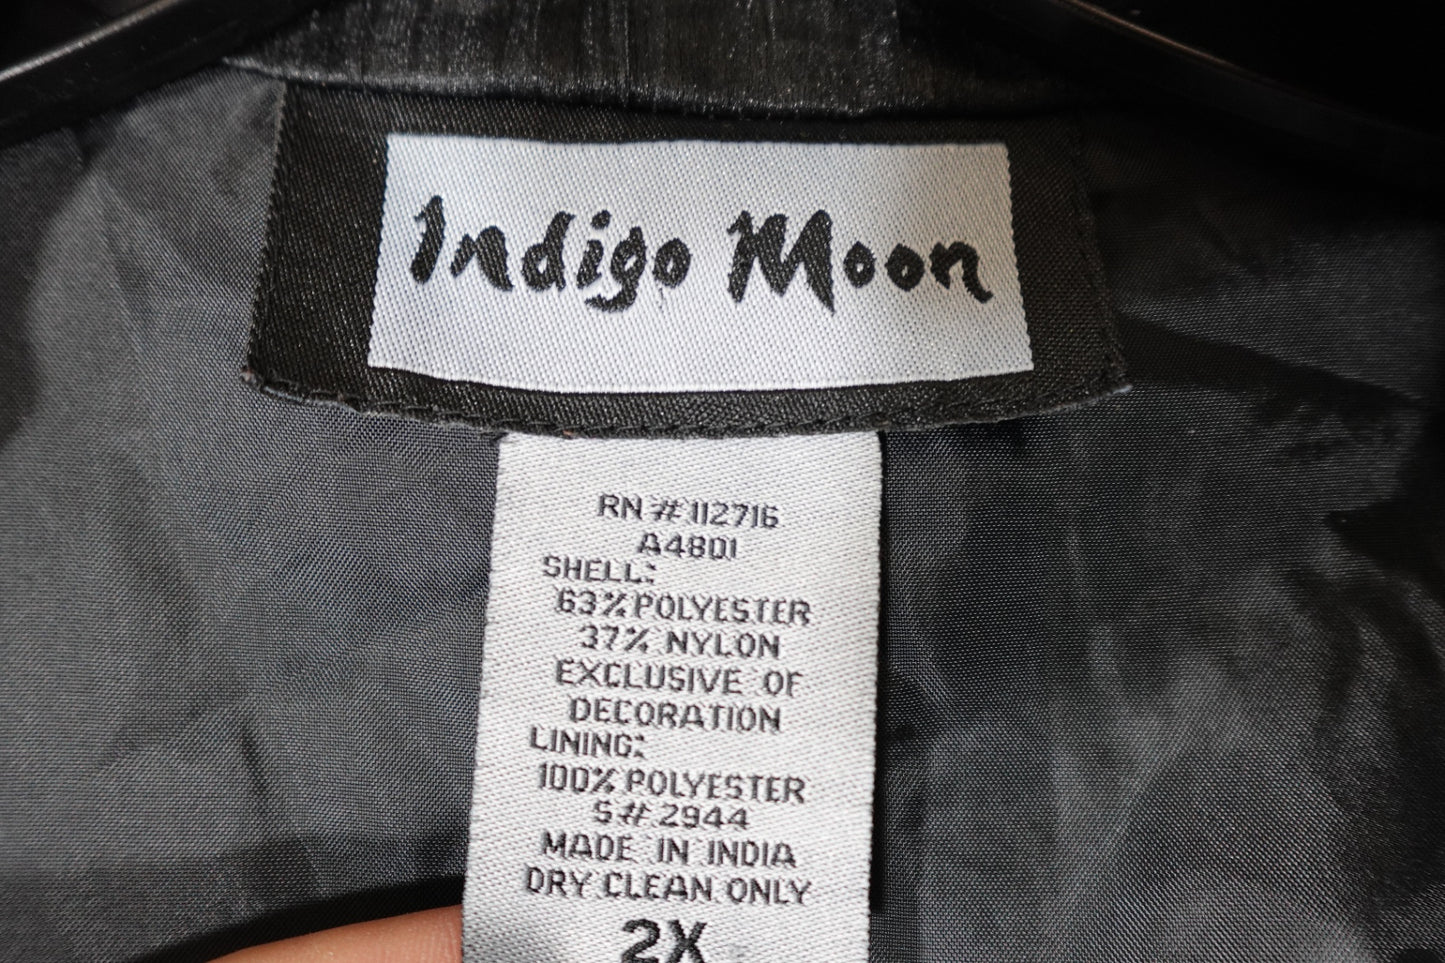 Indigo Moon
RN # 112716
A4801
SHELL:
63% POLYESTER
37% NYLON
EXCLUSIVE OF
DECORATION
LINING:
100% POLYESTER
S# 2944
MADE IN INDIA
DRY CLEAN ONLY
2X